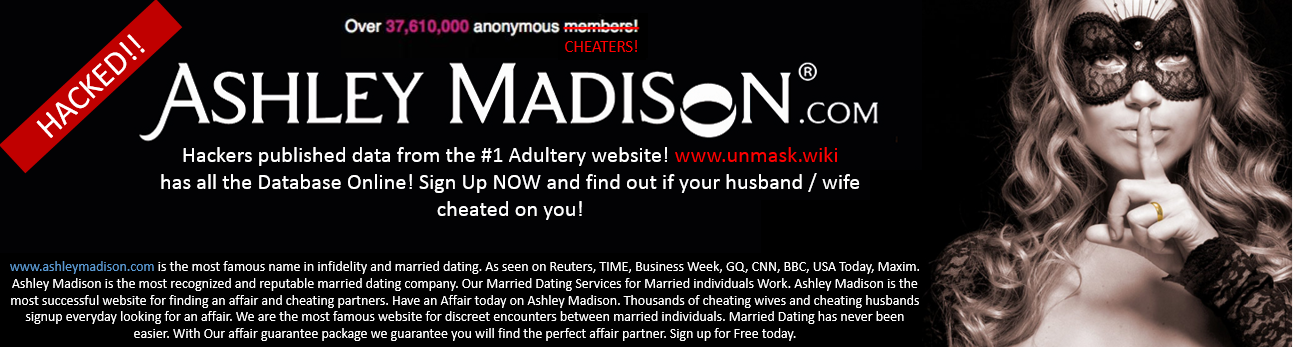 HACKED!!
Over 37,610,000 anonymous members!
CHEATERS!
ASHLEY MADISON®.COM
Hackers published data from the #1 Adultery website! www.unmask.wiki
has all the Database Online! Sign Up NOW and find out if your husband / wife
cheated on you!
www.ashleymadison.com is the most famous name in infidelity and married dating. As seen on Reuters, TIME, Business Week, GQ, CNN, BBC, USA Today, Maxim.
Ashley Madison is the most recognized and reputable married dating company. Our Married Dating Services for Married individuals Work. Ashley Madison is the
most successful website for finding an affair and cheating partners. Have an Affair today on Ashley Madison. Thousands of cheating wives and cheating husbands
signup everyday looking for an affair. We are the most famous website for discreet encounters between married individuals. Married Dating has never been
easier. With Our affair guarantee package we guarantee you will find the perfect affair partner. Sign up for Free today.